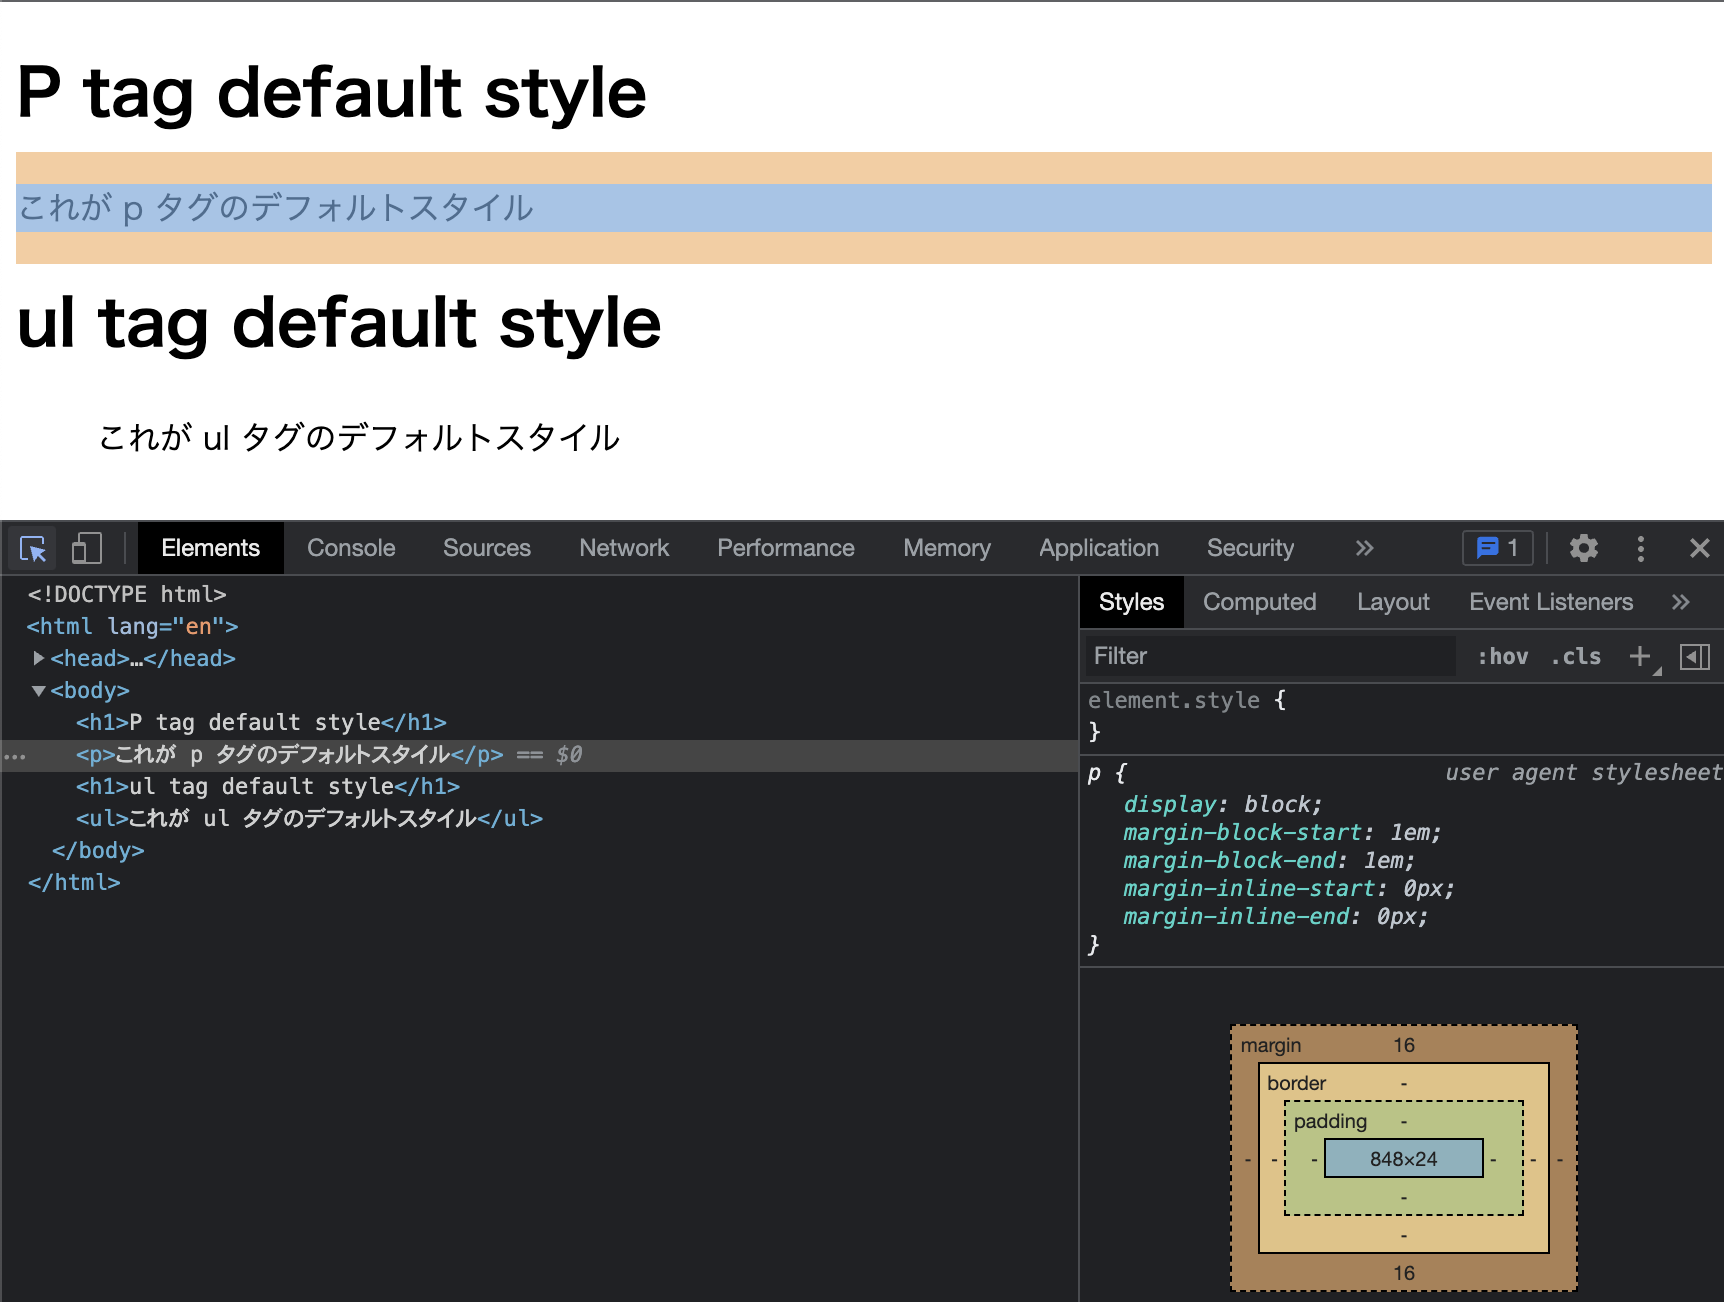 P tag default style
これが p タグのデフォルトスタイル
ul tag default style
これが ul タグのデフォルトスタイル
Elements Console Sources Network Performance Memory Application Security » 1
<!DOCTYPE html>
<html lang="en">
<head>…</head>
<body>
<h1>P tag default style</h1>
<p>これが p タグのデフォルトスタイル</p> == $0
<h1>ul tag default style</h1>
<ul>これが ul タグのデフォルトスタイル</ul>
</body>
</html>
Styles Computed Layout Event Listeners »
Filter :hov .cls +
element.style {
}
p { user agent stylesheet
display: block;
margin-block-start: 1em;
margin-block-end: 1em;
margin-inline-start: 0px;
margin-inline-end: 0px;
}
margin 16
border -
padding -
- - - 848×24 - - -
-
-
16